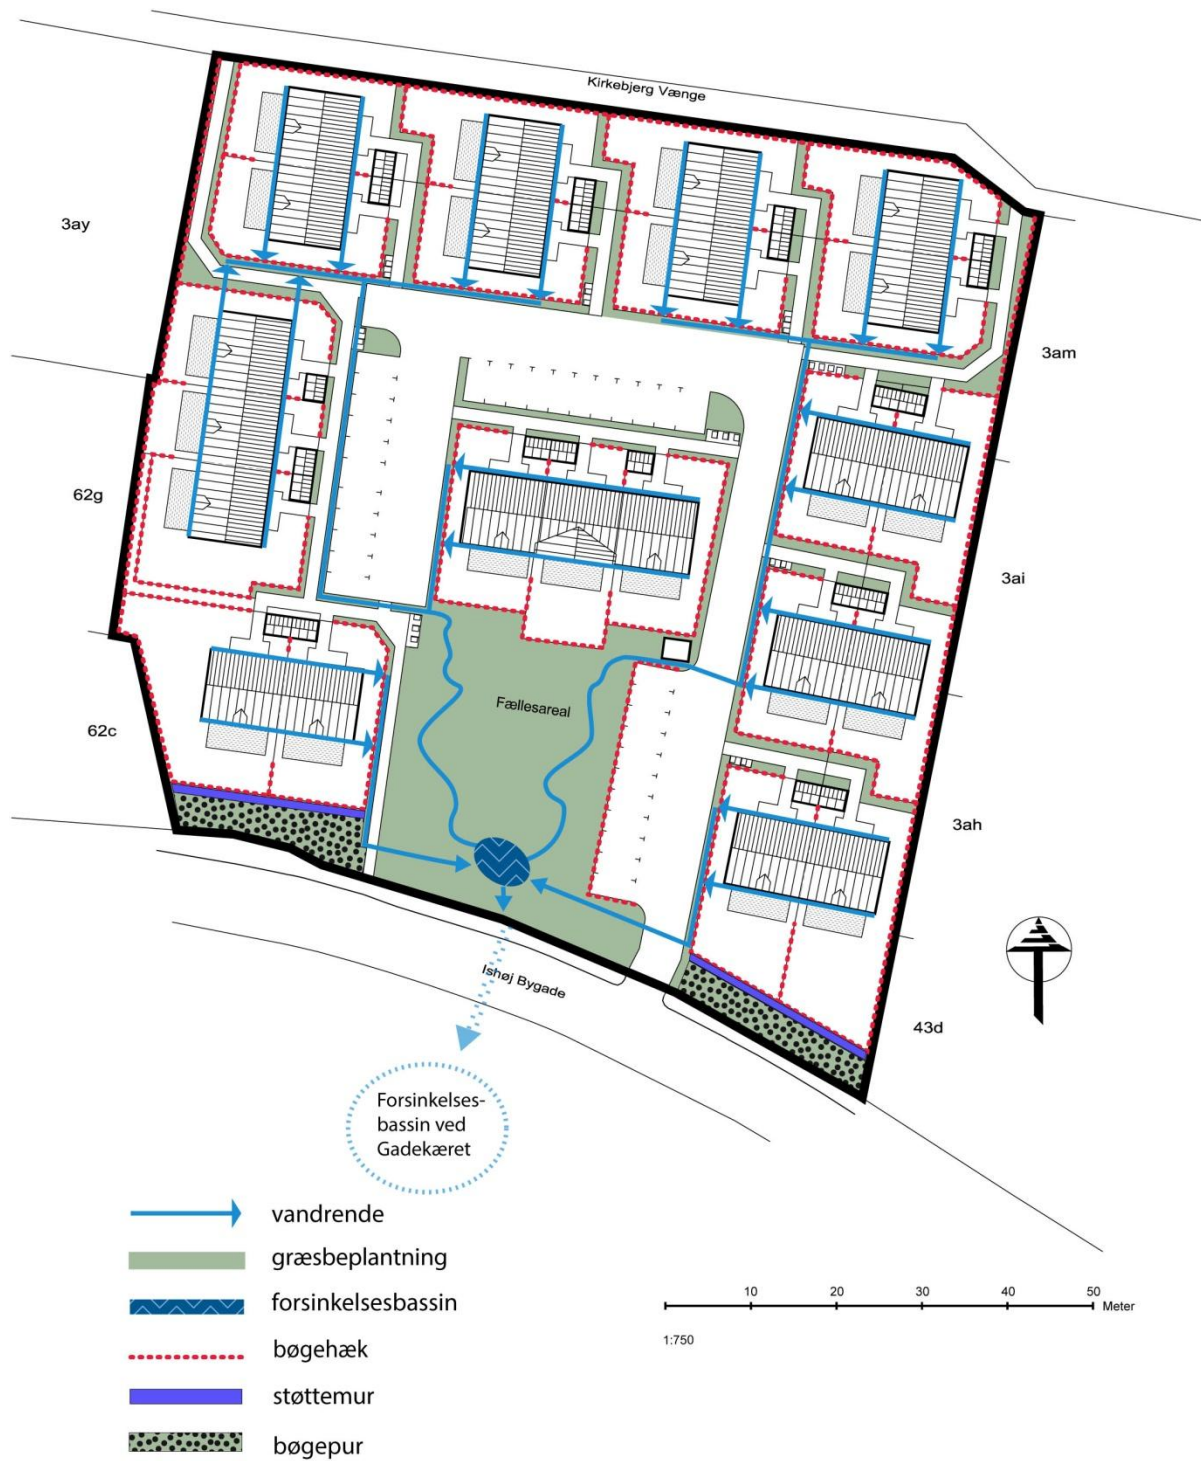 Kirkebjerg Vænge
3ay
3am
62g
3ai
Fællesareal
62c
3ah
Ishøj Bygade
43d
Forsinkelses-
bassin ved
Gadekæret
vandrende
græsbeplantning
forsinkelsesbassin
bøgehæk
støttemur
bøgepur
10 20 30 40 50 Meter
1:750